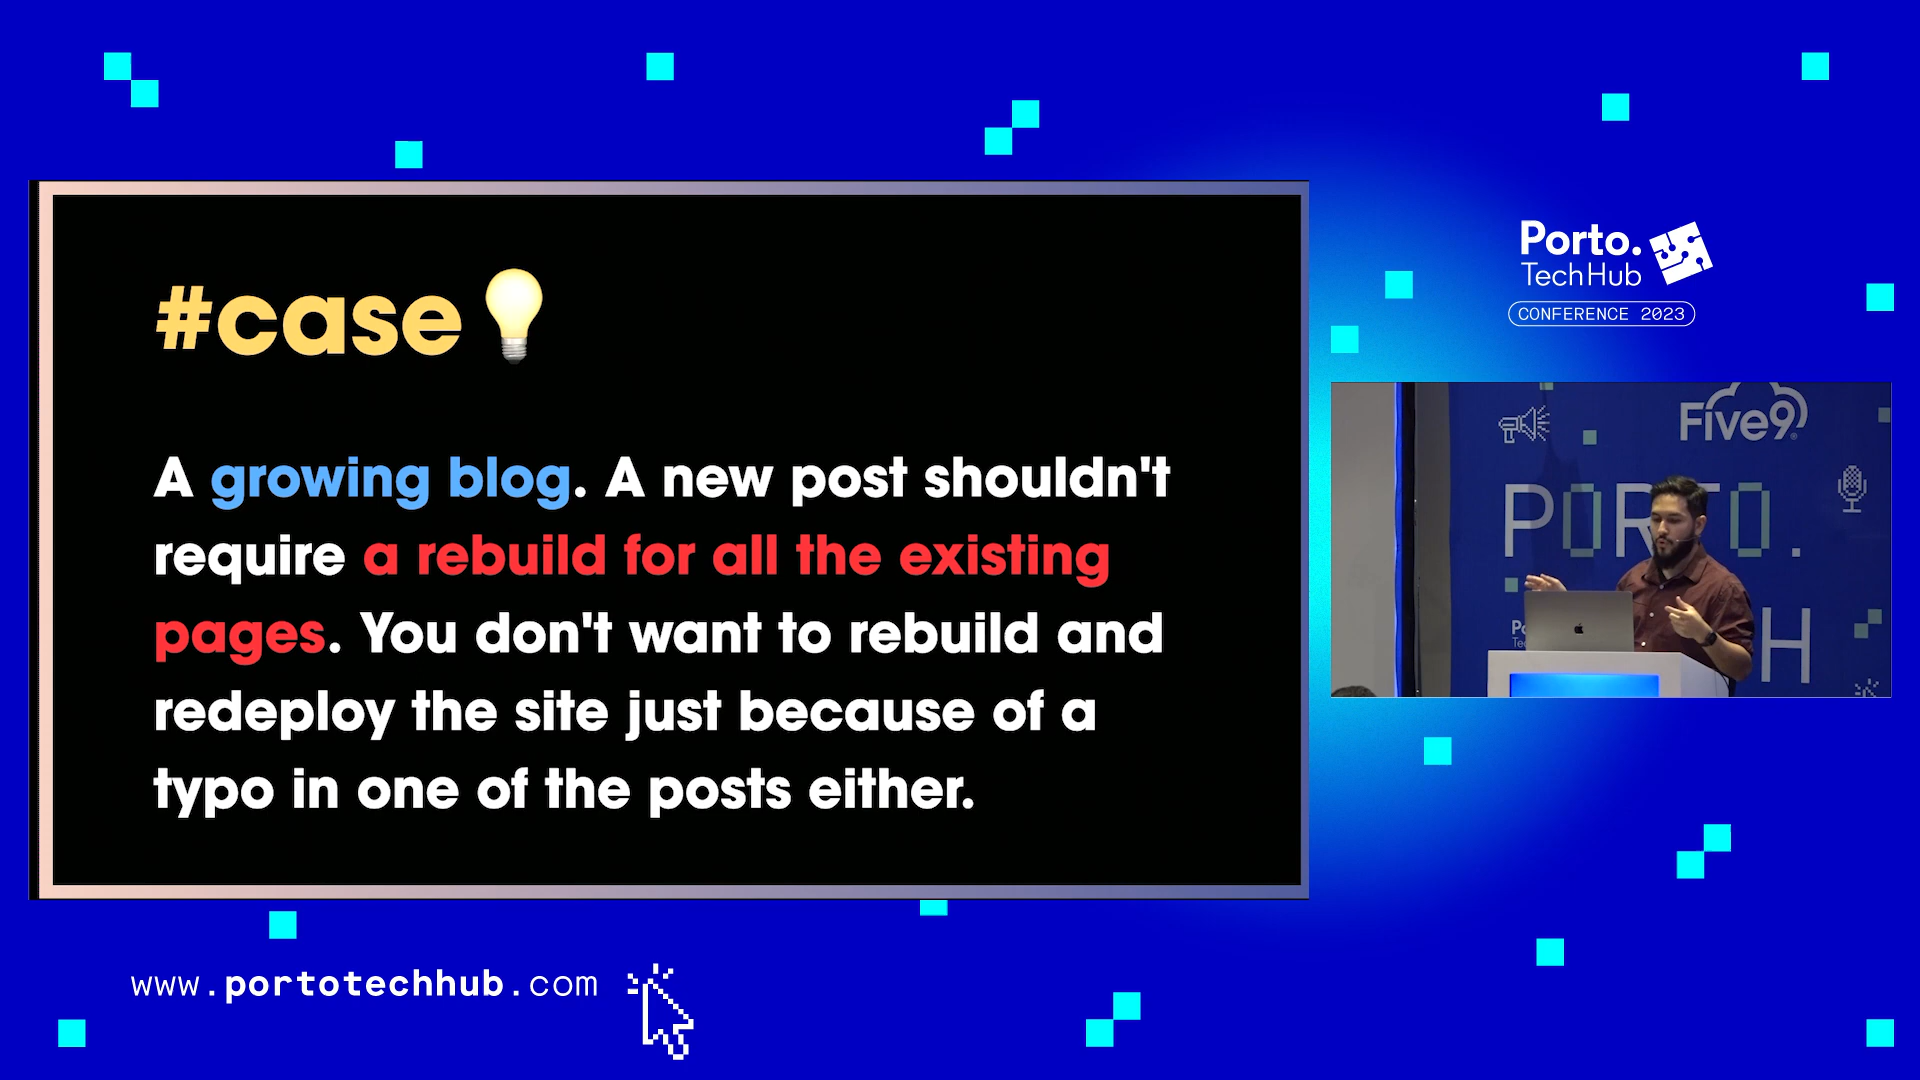 #case
A growing blog. A new post shouldn't
require a rebuild for all the existing
pages. You don't want to rebuild and
redeploy the site just because of a
typo in one of the posts either.
Porto.
TechHub
CONFERENCE 2023
Five9
PORTO.
H
www.portotechhub.com